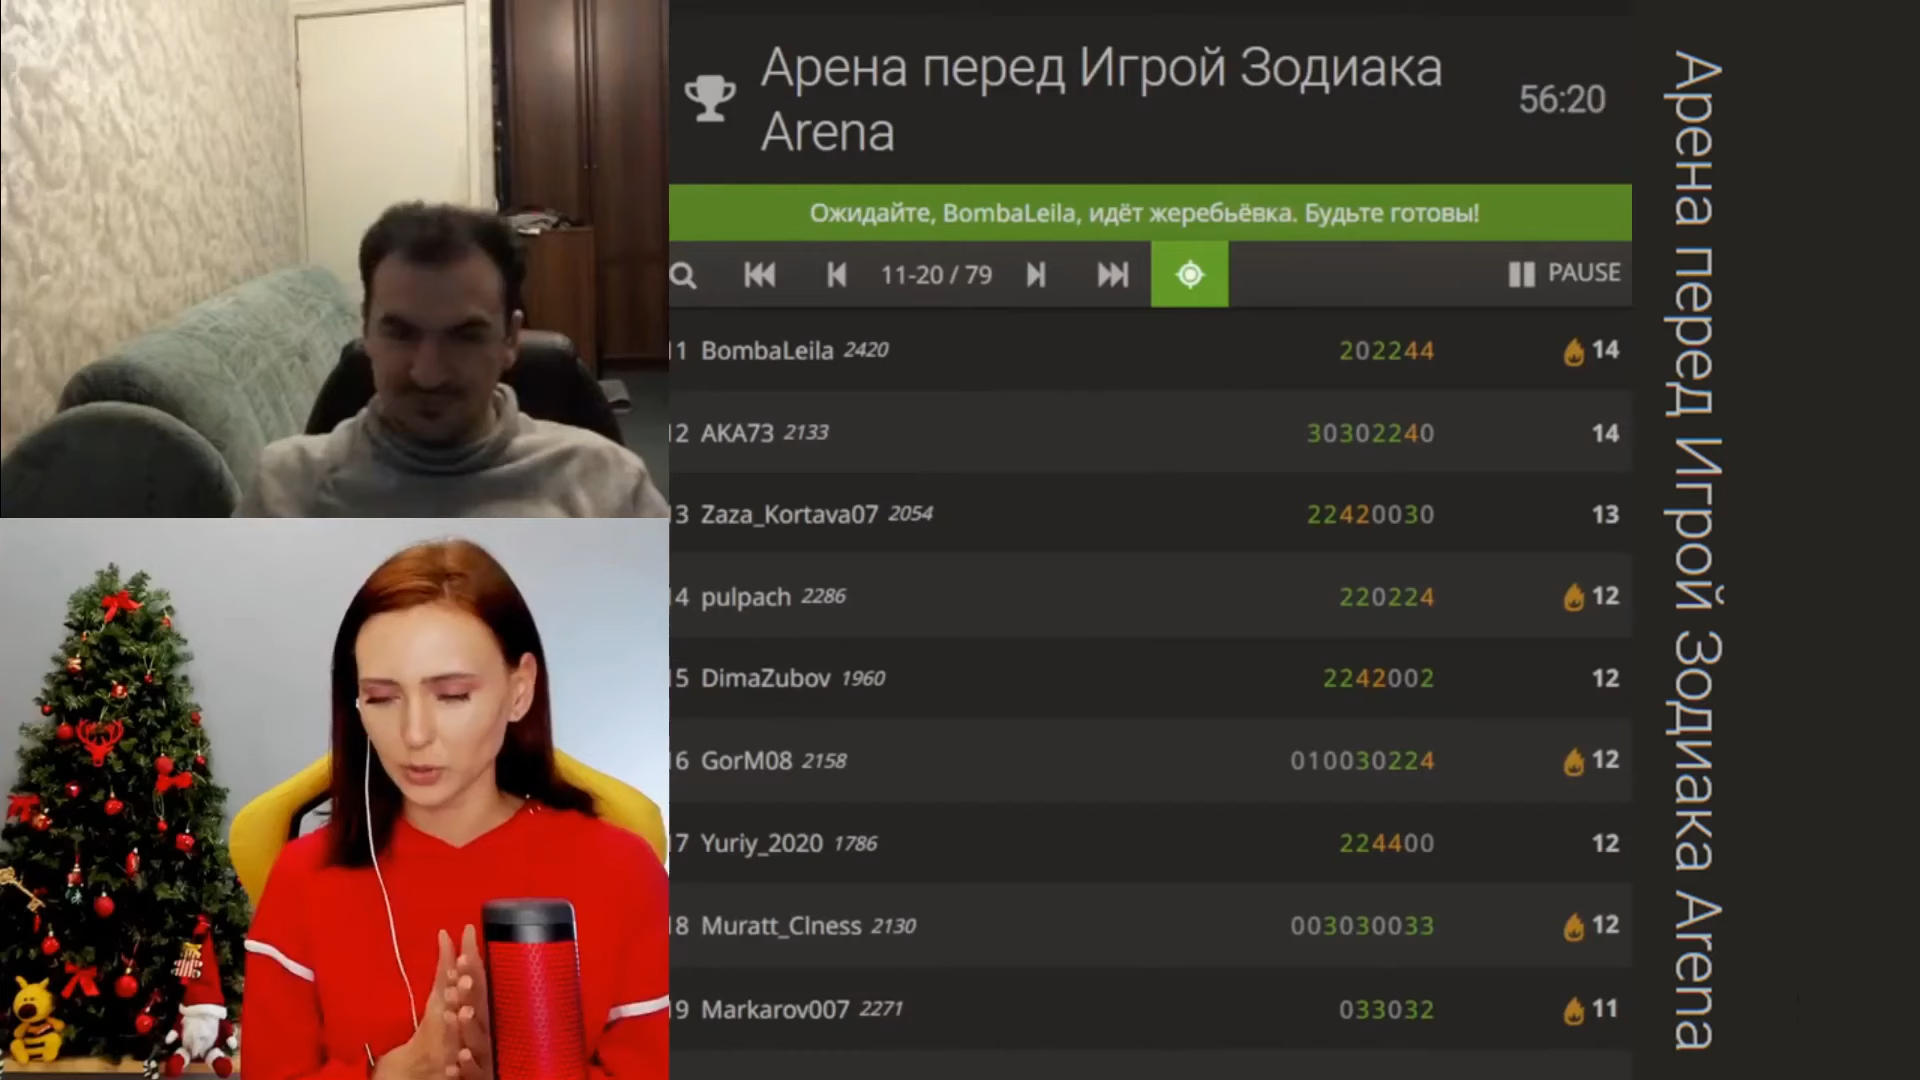 Арена перед Игрой Зодиака
Arena
56:20
Ожидайте, BombaLeila, идёт жеребьёвка. Будьте готовы!
11-20 / 79
PAUSE
11 BombaLeila 2420 202244 14
12 AKA73 2133 30302240 14
13 Zaza_Kortava07 2054 22420030 13
14 pulpach 2286 220224 12
15 DimaZubov 1960 2242002 12
16 GorM08 2158 010030224 12
17 Yuriy_2020 1786 224400 12
18 Muratt_Clness 2130 003030033 12
19 Markarov007 2271 033032 11
Арена перед Игрой Зодиака Arena